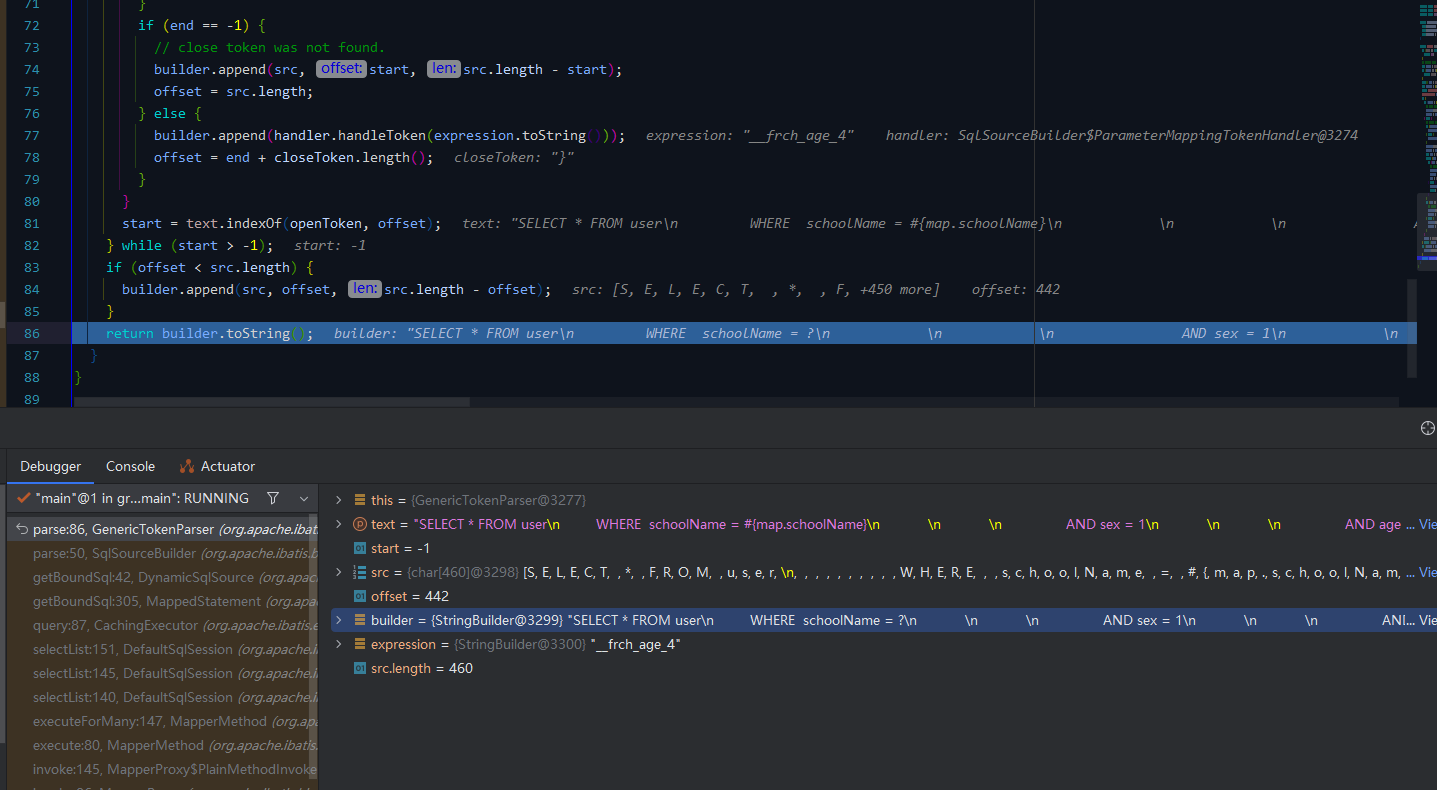 71 }
72 if (end == -1) {
73 // close token was not found.
74 builder.append(src, offset: start, len: src.length - start);
75 offset = src.length;
76 } else {
77 builder.append(handler.handleToken(expression.toString())); expression: "__frch_age_4" handler: SqlSourceBuilder$ParameterMappingTokenHandler@3274
78 offset = end + closeToken.length(); closeToken: "}"
79 }
80 }
81 start = text.indexOf(openToken, offset); text: "SELECT * FROM user\n WHERE schoolName = #{map.schoolName}\n \n \n
82 } while (start > -1); start: -1
83 if (offset < src.length) {
84 builder.append(src, offset, len: src.length - offset); src: [S, E, L, E, C, T, , *, , F, +450 more] offset: 442
85 }
86 return builder.toString(); builder: "SELECT * FROM user\n WHERE schoolName = ?\n \n \n AND sex = 1\n \n
87 }
88 }
89
Debugger Console Actuator
"main"@1 in gr...main": RUNNING
parse:86, GenericTokenParser (org.apache.ibatis
parse:50, SqlSourceBuilder (org.apache.ibatis.b
getBoundSql:42, DynamicSqlSource (org.apac
getBoundSql:305, MappedStatement (org.apa
query:87, CachingExecutor (org.apache.ibatis.e
selectList:151, DefaultSqlSession (org.apache.i
selectList:145, DefaultSqlSession (org.apache.i
selectList:140, DefaultSqlSession (org.apache.i
executeForMany:147, MapperMethod (org.apa
execute:80, MapperMethod (org.apache.ibatis
invoke:145, MapperProxy$PlainMethodInvoke
this = {GenericTokenParser@3277}
text = "SELECT * FROM user\n WHERE schoolName = #{map.schoolName}\n \n \n AND sex = 1\n \n \n AND age ... Vie
start = -1
src = {char[460]@3298} [S, E, L, E, C, T, , *, , F, R, O, M, , u, s, e, r, \n, , , , , , , , , W, H, E, R, E, , , s, c, h, o, o, l, N, a, m, e, , =, , #, {, m, a, p, ., s, c, h, o, o, l, N, a, m, ... Vie
offset = 442
builder = {StringBuilder@3299} "SELECT * FROM user\n WHERE schoolName = ?\n \n \n AND sex = 1\n \n \n ANI... Vie
expression = {StringBuilder@3300} "__frch_age_4"
src.length = 460